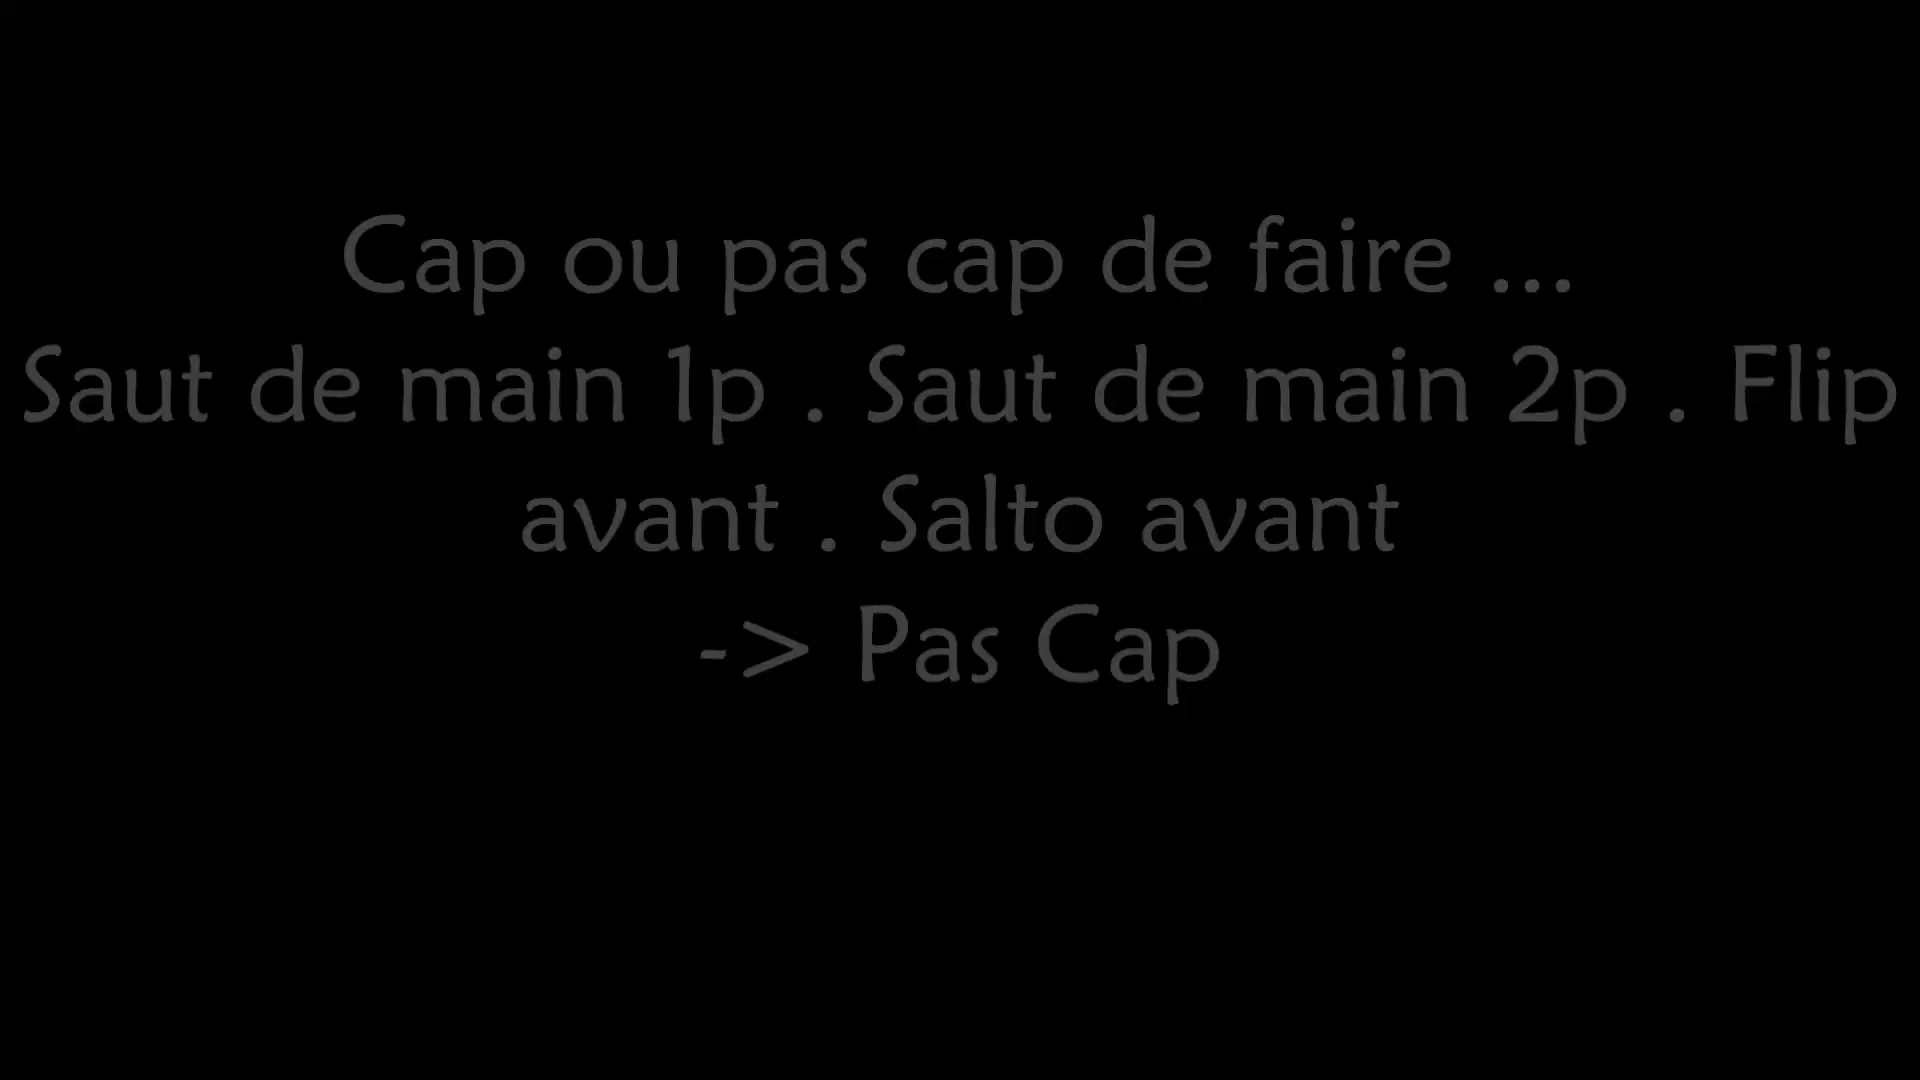 Cap ou pas cap de faire ...
Saut de main 1p . Saut de main 2p . Flip
avant . Salto avant
-> Pas Cap